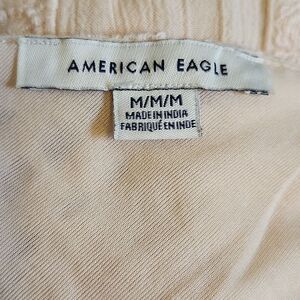 AMERICAN EAGLE
M/M/M
MADE IN INDIA
FABRIQUÉ EN INDE